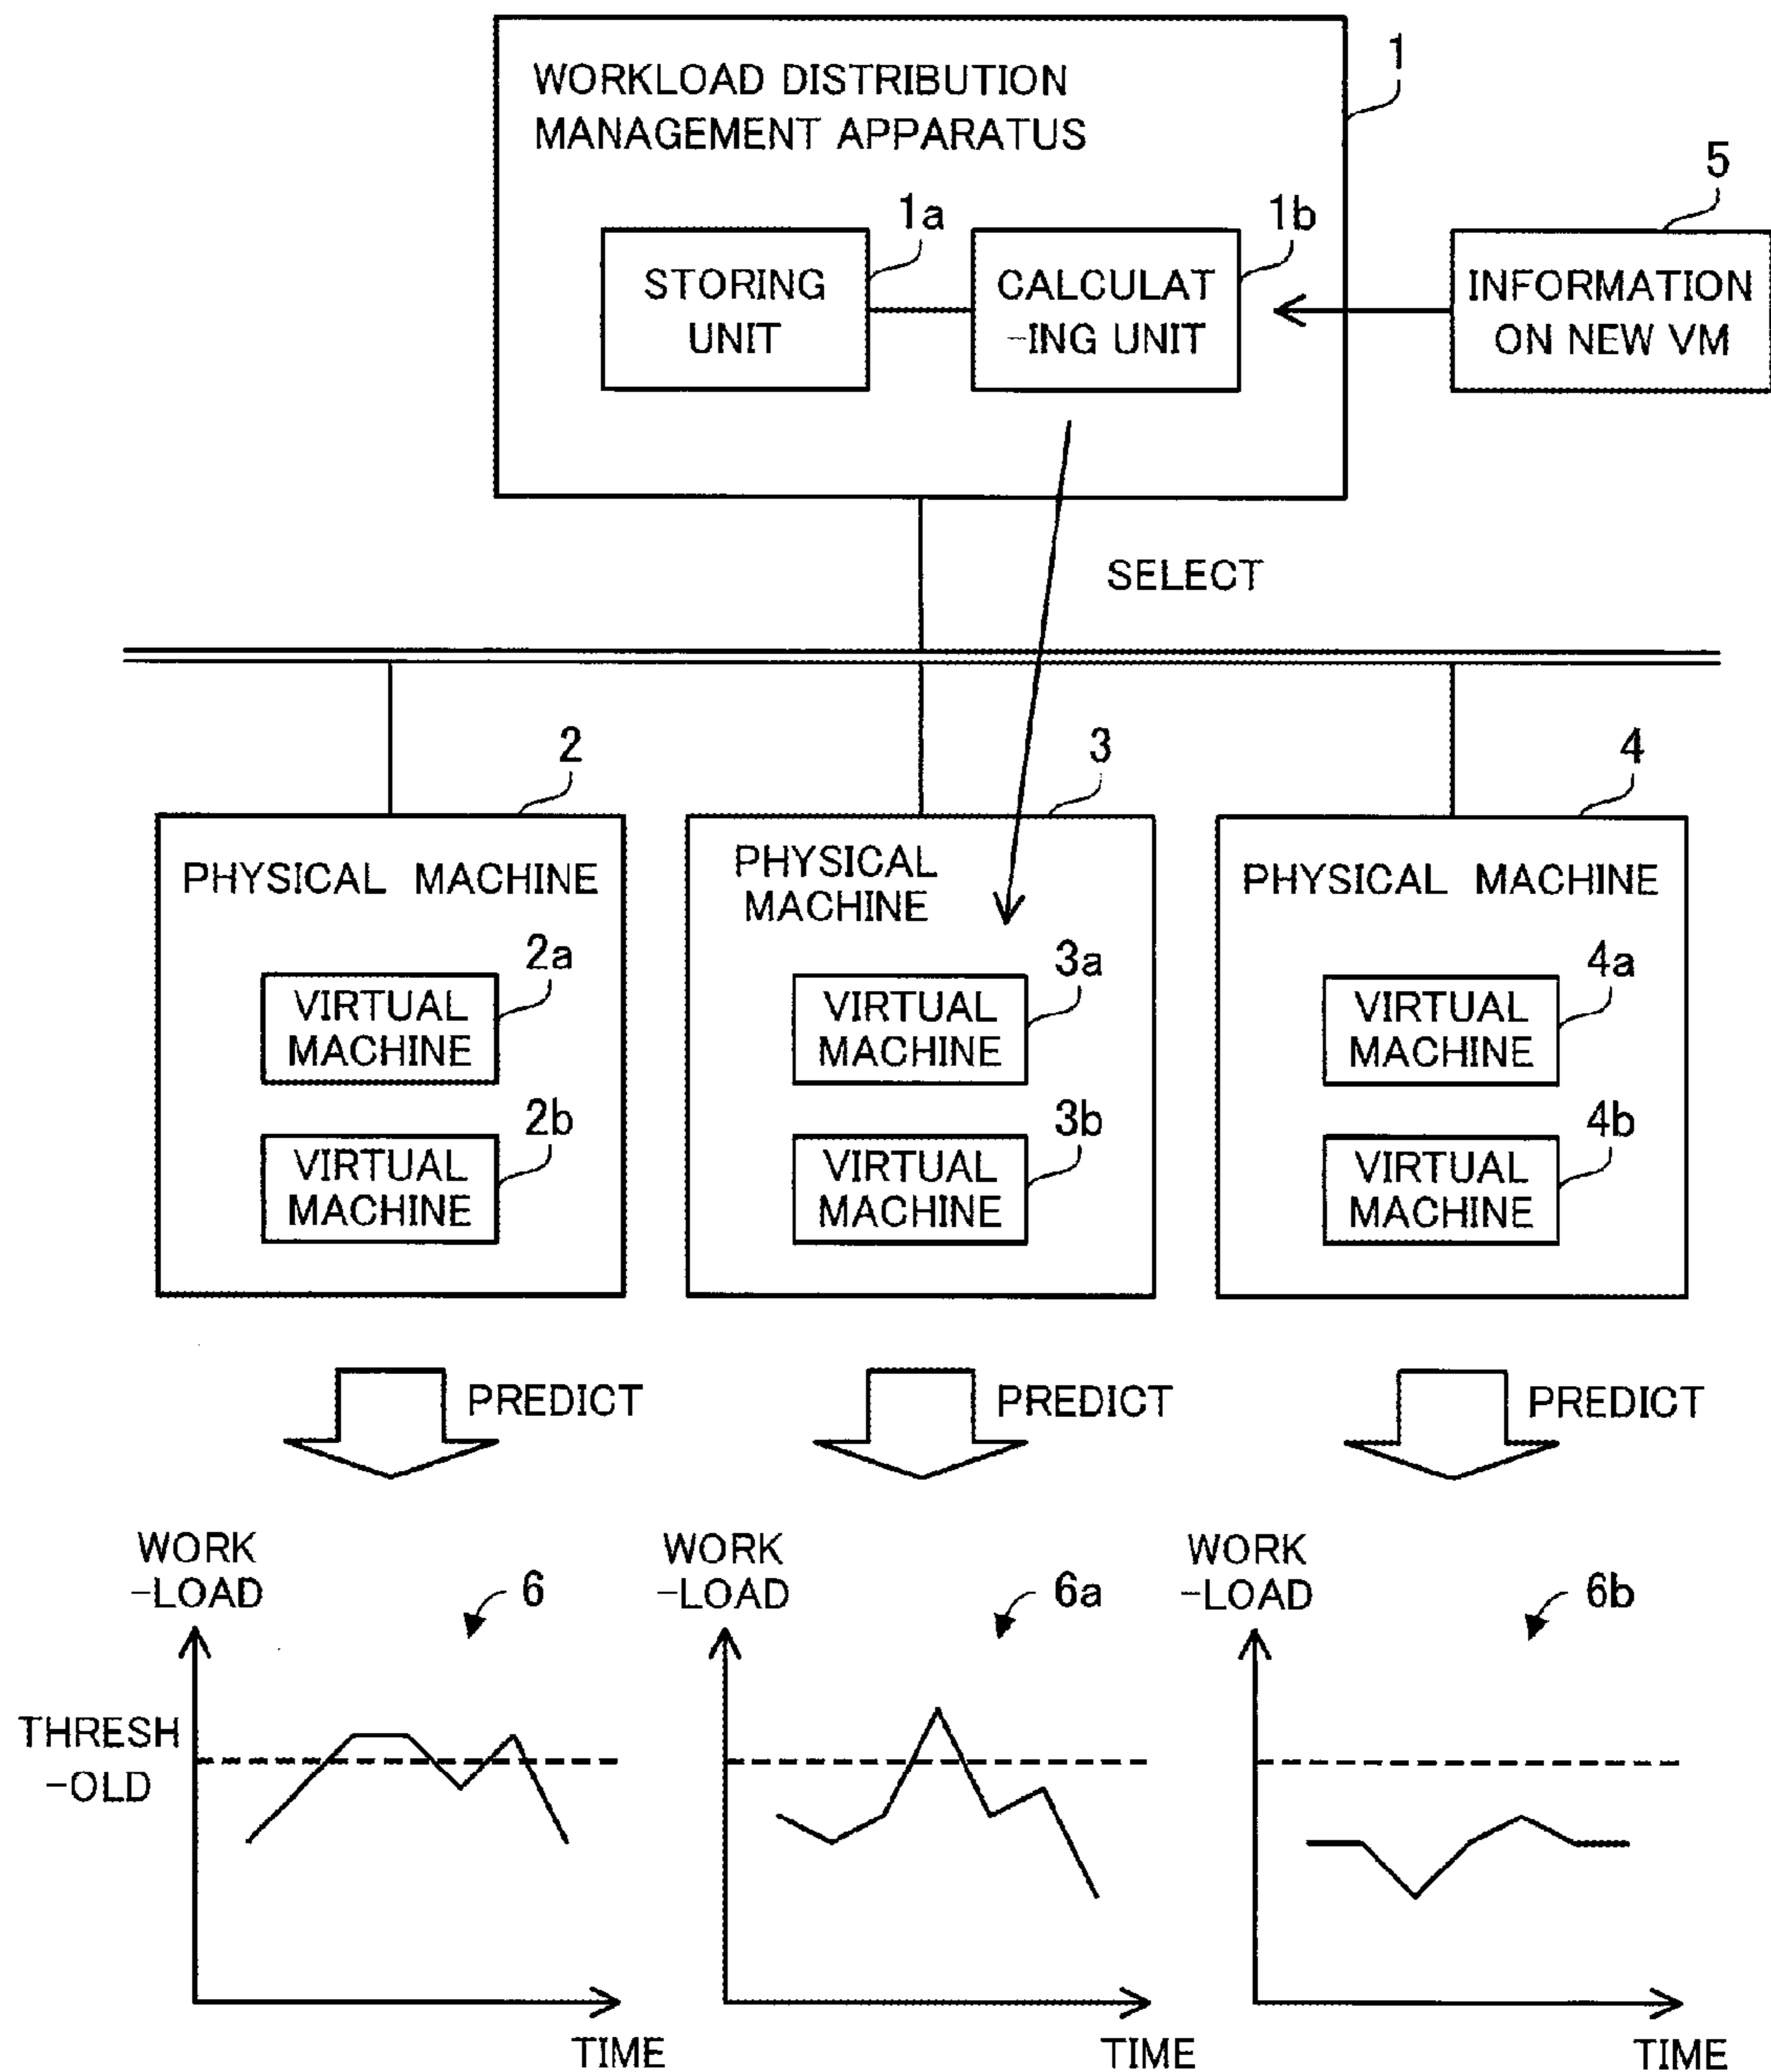 WORKLOAD DISTRIBUTION
MANAGEMENT APPARATUS
1
1a
1b
5
STORING
UNIT
CALCULAT
-ING UNIT
INFORMATION
ON NEW VM
SELECT
2
3
4
PHYSICAL MACHINE
PHYSICAL
MACHINE
PHYSICAL MACHINE
2a
VIRTUAL
MACHINE
2b
VIRTUAL
MACHINE
3a
VIRTUAL
MACHINE
3b
VIRTUAL
MACHINE
4a
VIRTUAL
MACHINE
4b
VIRTUAL
MACHINE
PREDICT
PREDICT
PREDICT
WORK
-LOAD
6
THRESH
-OLD
TIME
WORK
-LOAD
6a
TIME
WORK
-LOAD
6b
TIME